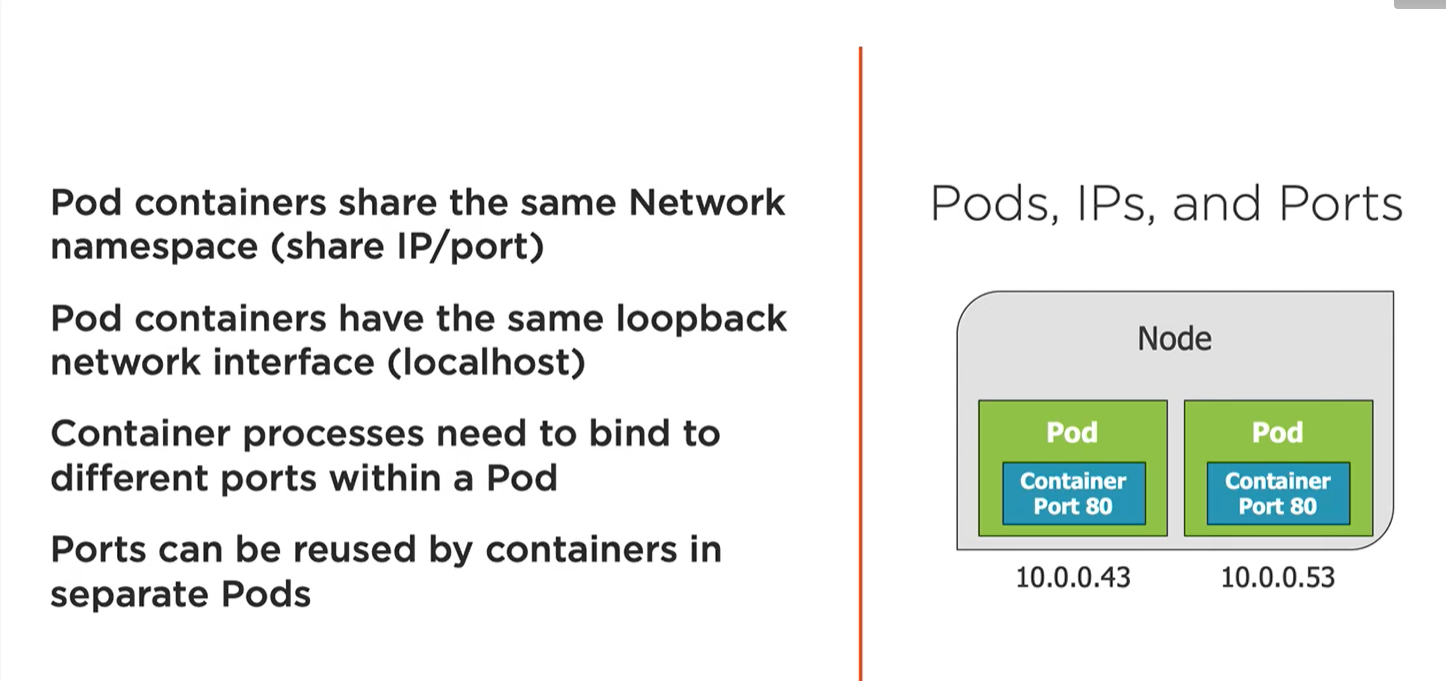 Pod containers share the same Network
namespace (share IP/port)
Pod containers have the same loopback
network interface (localhost)
Container processes need to bind to
different ports within a Pod
Ports can be reused by containers in
separate Pods
Pods, IPs, and Ports
Node
Pod
Container
Port 80
10.0.0.43
Pod
Container
Port 80
10.0.0.53